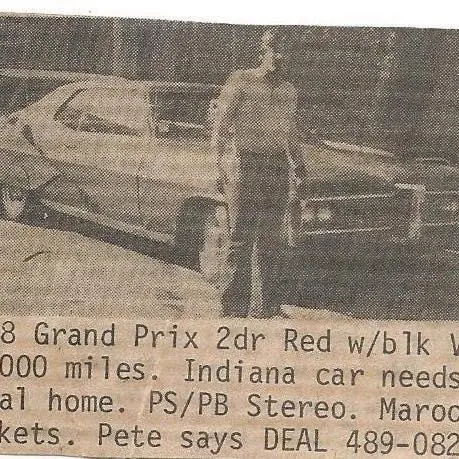 8 Grand Prix 2dr Red w/blk V
000 miles. Indiana car needs
al home. PS/PB Stereo. Maroo
kets. Pete says DEAL 489-082